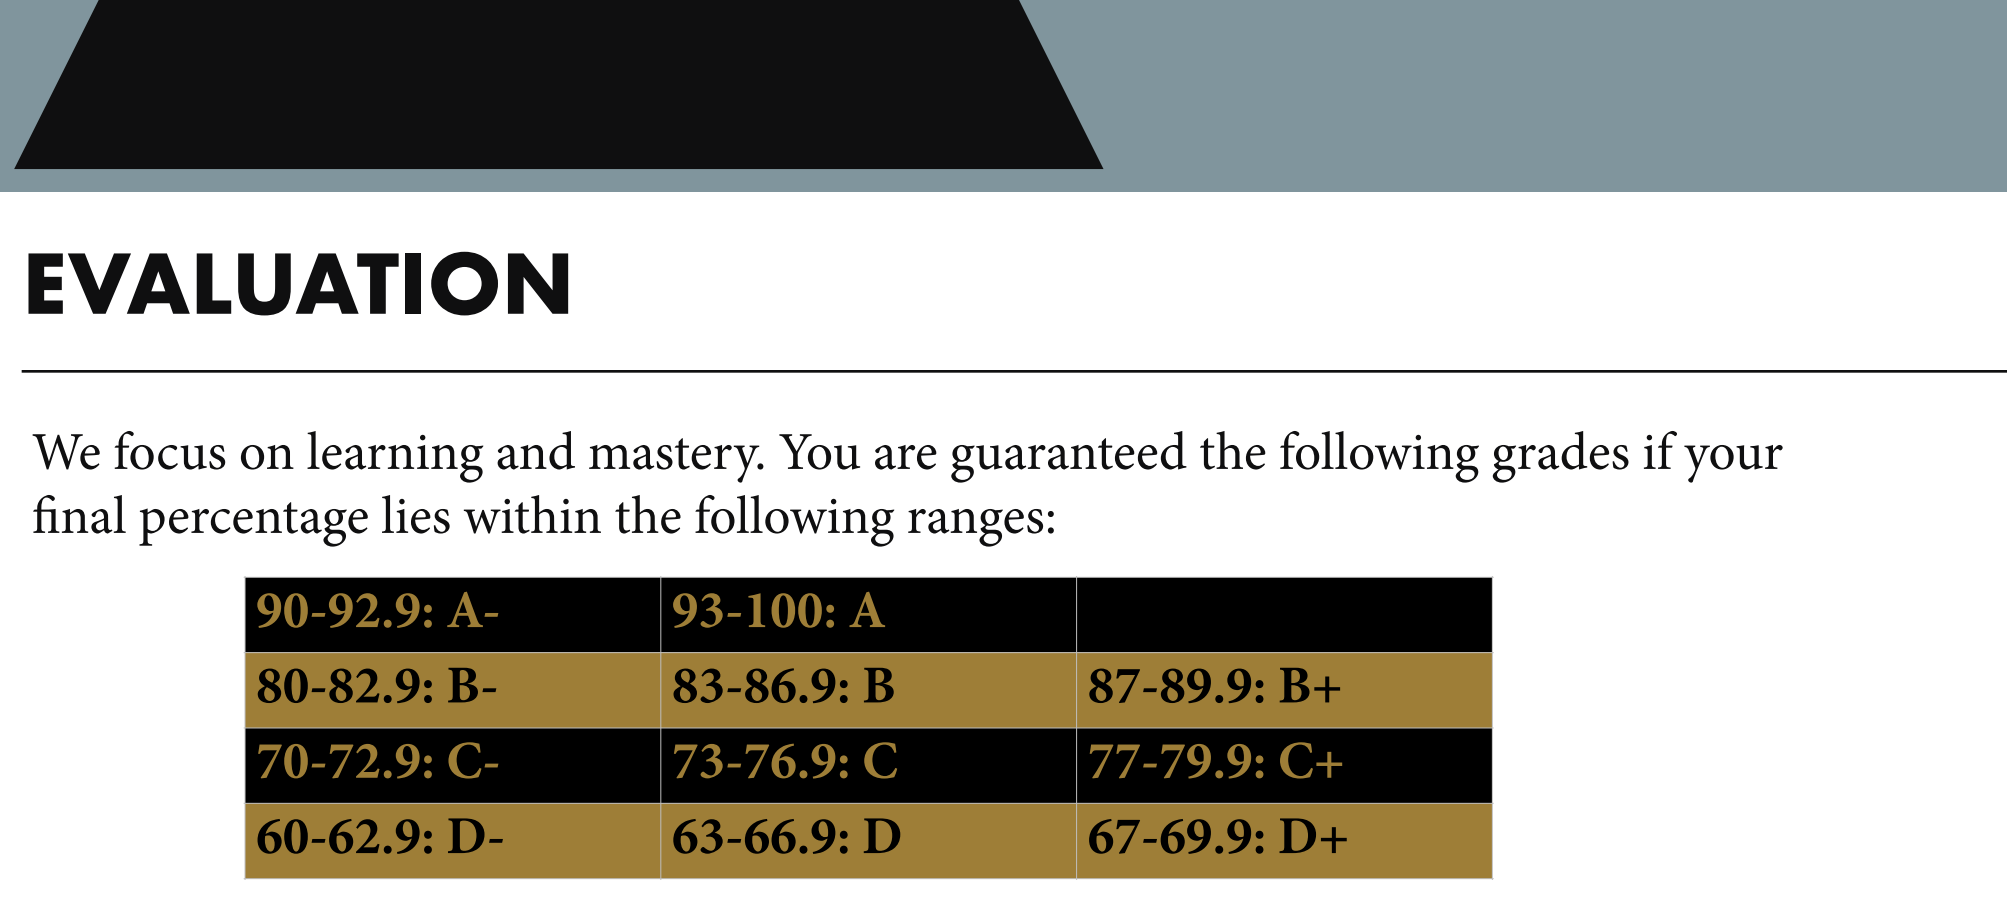 EVALUATION
We focus on learning and mastery. You are guaranteed the following grades if your
final percentage lies within the following ranges:
90-92.9: A- 93-100: A
80-82.9: B- 83-86.9: B 87-89.9: B+
70-72.9: C- 73-76.9: C 77-79.9: C+
60-62.9: D- 63-66.9: D 67-69.9: D+